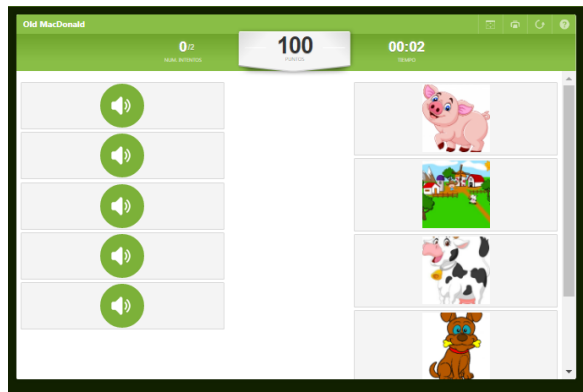 Old MacDonald
0/2
NUM. INTENTOS
100
PUNTOS
00:02
TIEMPO